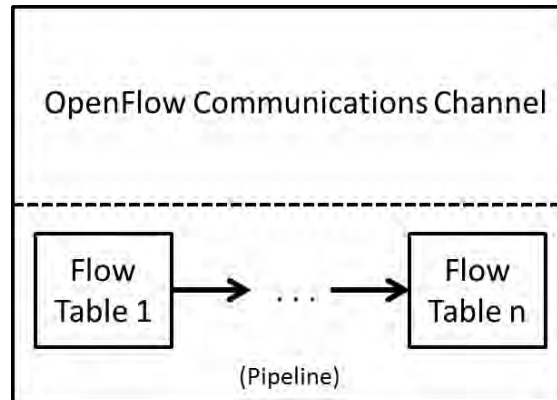 OpenFlow Communications Channel
Flow
Table 1
. . .
Flow
Table n
(Pipeline)